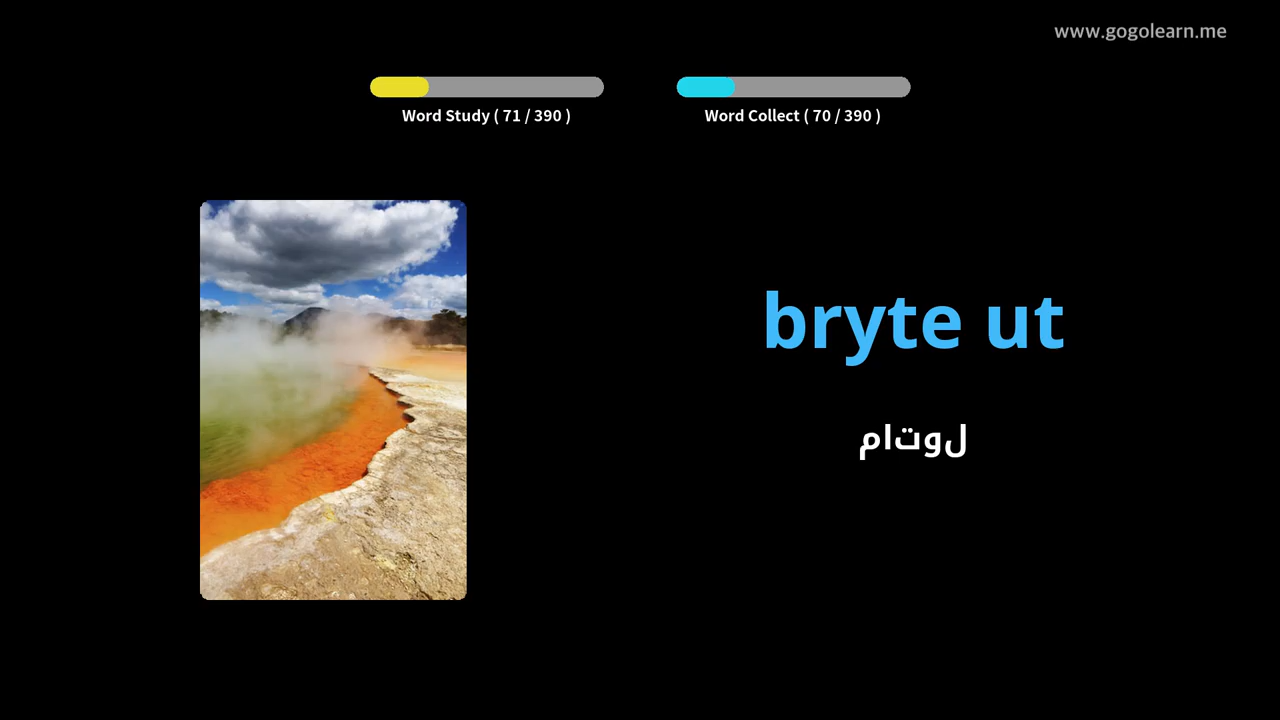 www.gogolearn.me
Word Study ( 71 / 390 )
Word Collect ( 70 / 390 )
bryte ut
لوتام